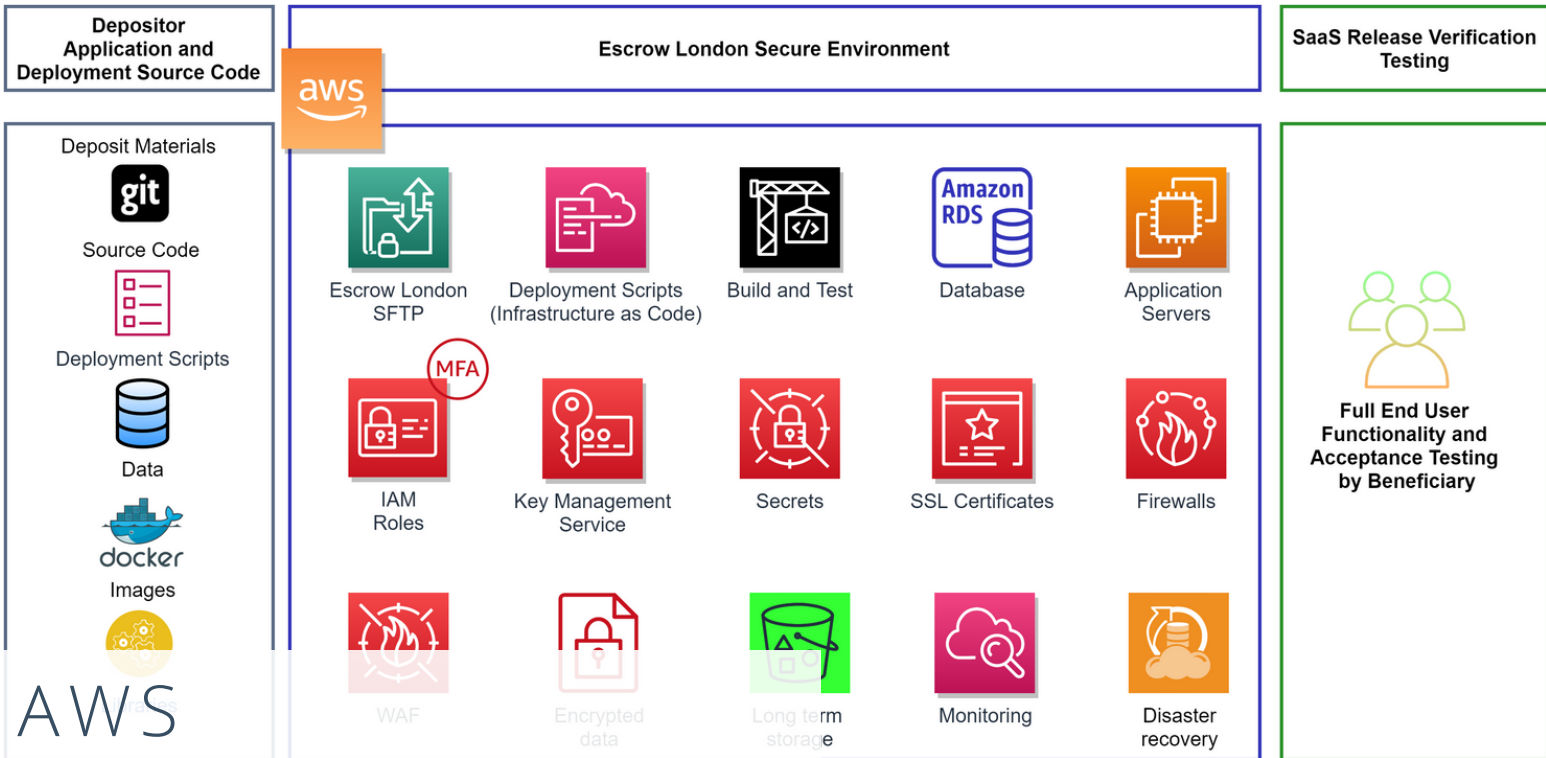 Depositor
Application and
Deployment Source Code
Escrow London Secure Environment
SaaS Release Verification
Testing
aws
Deposit Materials
git
Source Code
Deployment Scripts
Data
docker
Images
Libraries
Escrow London
SFTP
Deployment Scripts
(Infrastructure as Code)
Build and Test
Amazon
RDS
Database
Application
Servers
MFA
IAM
Roles
Key Management
Service
Secrets
SSL Certificates
Firewalls
WAF
Encrypted
data
Long term
storage
Monitoring
Disaster
recovery
Full End User
Functionality and
Acceptance Testing
by Beneficiary
AWS